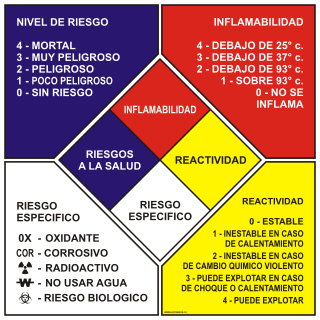 NIVEL DE RIESGO
4 - MORTAL
3 - MUY PELIGROSO
2 - PELIGROSO
1 - POCO PELIGROSO
0 - SIN RIESGO
INFLAMABILIDAD
4 - DEBAJO DE 25° c.
3 - DEBAJO DE 37° c.
2 - DEBAJO DE 93° c.
1 - SOBRE 93° c.
0 - NO SE
INFLAMA
INFLAMABILIDAD
RIESGOS
A LA SALUD
REACTIVIDAD
RIESGO
ESPECIFICO
RIESGO
ESPECIFICO
OX - OXIDANTE
COR - CORROSIVO
- RADIOACTIVO
W - NO USAR AGUA
- RIESGO BIOLOGICO
REACTIVIDAD
0 - ESTABLE
1 - INESTABLE EN CASO
DE CALENTAMIENTO
2 - INESTABLE EN CASO
DE CAMBIO QUIMICO VIOLENTO
3 - PUEDE EXPLOTAR EN CASO
DE CHOQUE O CALENTAMIENTO
4 - PUEDE EXPLOTAR